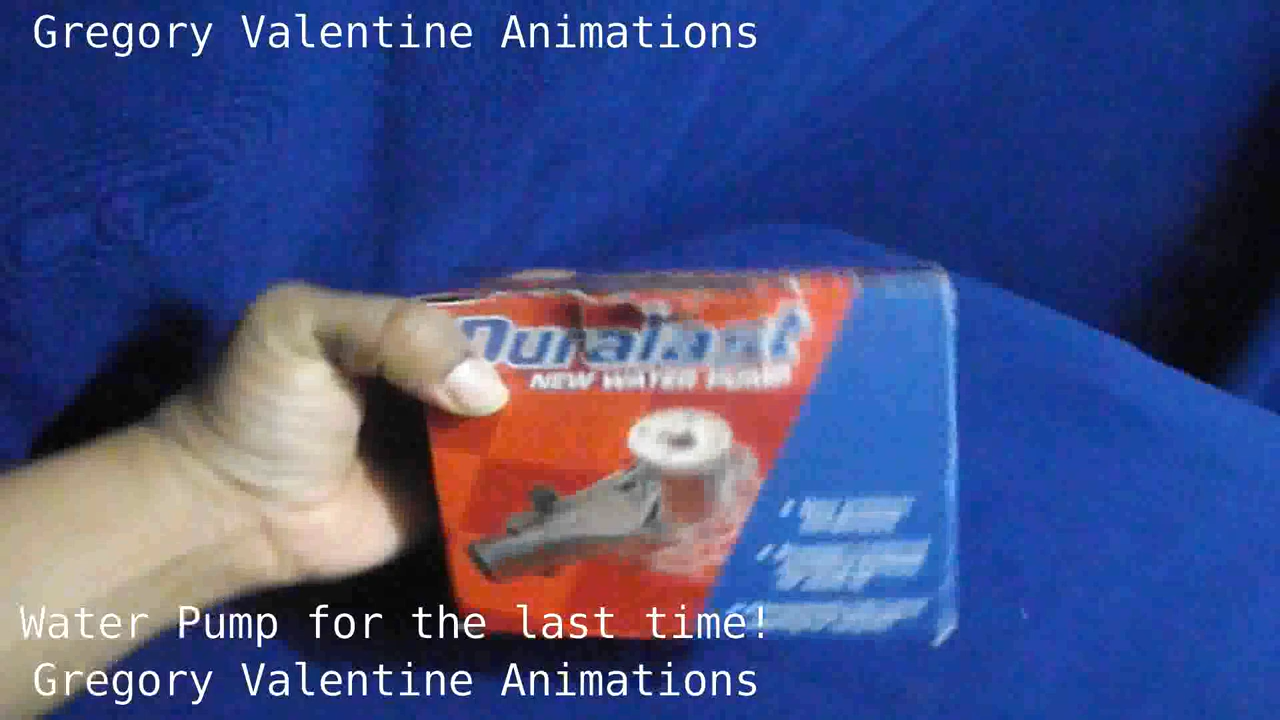 Gregory Valentine Animations
Duralast
NEW WATER PUMP
Water Pump for the last time!
Gregory Valentine Animations